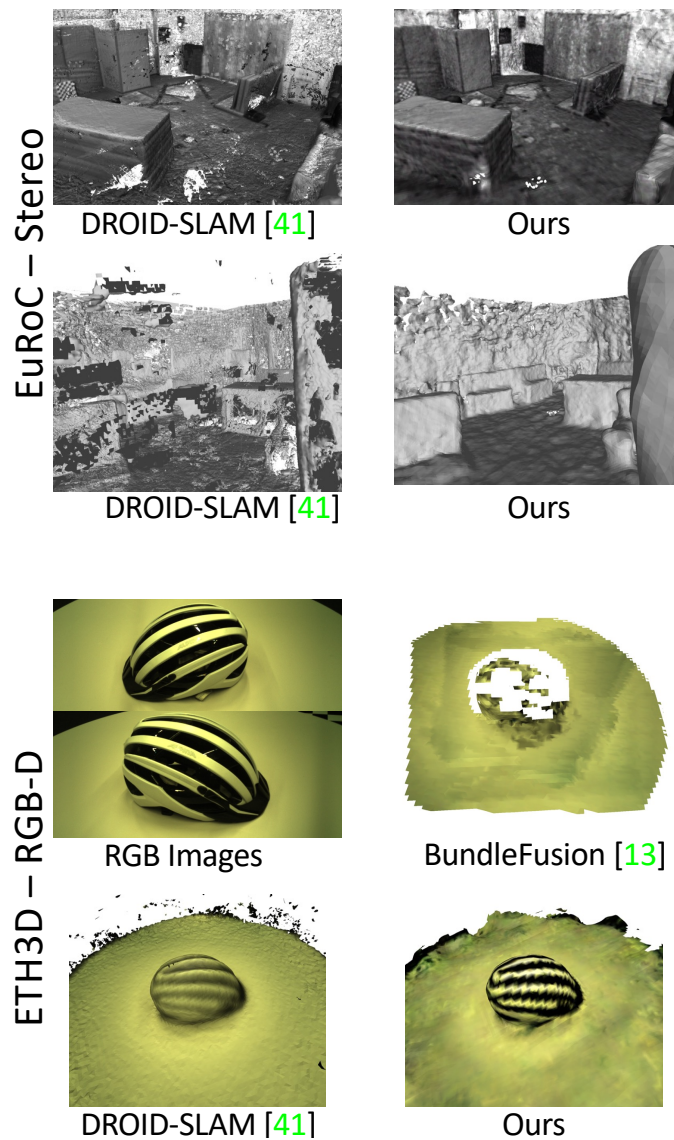 EuRoC – Stereo
DROID-SLAM [41]
Ours
DROID-SLAM [41]
Ours
ETH3D – RGB-D
RGB Images
BundleFusion [13]
DROID-SLAM [41]
Ours